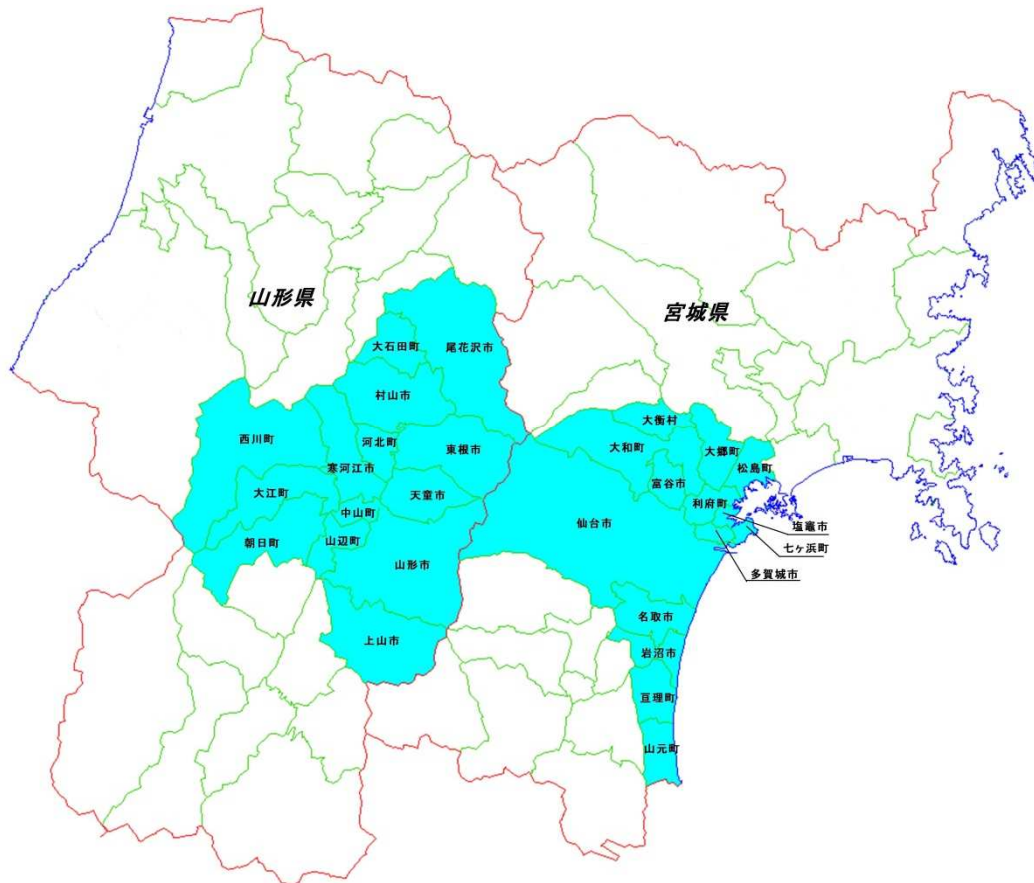 山形県
宮城県
大石田町
尾花沢市
村山市
西川町
河北町
東根市
寒河江市
大江町
天童市
中山町
朝日町
山辺町
山形市
上山市
大衡村
大和町
大郷町
松島町
富谷市
利府町
仙台市
塩竈市
七ヶ浜町
多賀城市
名取市
岩沼市
亘理町
山元町